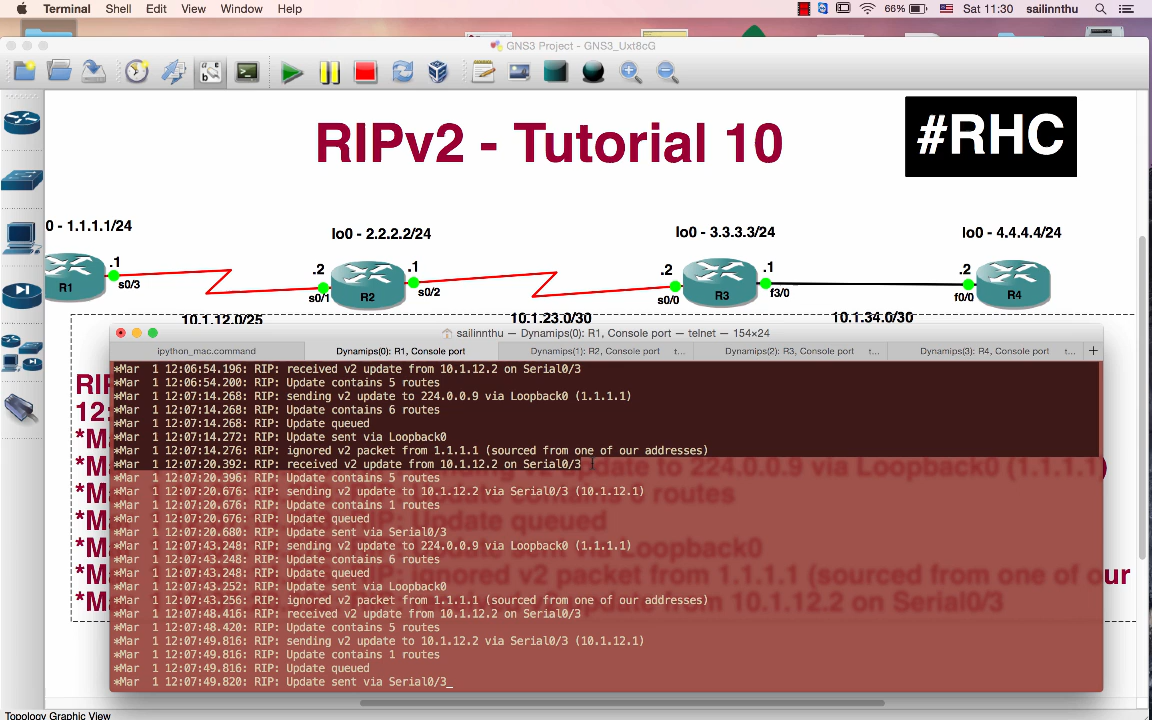 Terminal Shell Edit View Window Help 66% Sat 11:30 sailinnthu
GNS3 Project - GNS3_Uxt8cG
RIPv2 - Tutorial 10
#RHC
0 - 1.1.1.1/24
lo0 - 2.2.2.2/24
lo0 - 3.3.3.3/24
lo0 - 4.4.4.4/24
.1 .2 .1 .2 .1 .2
R1 s0/3 s0/1 R2 s0/2 s0/0 R3 f3/0 f0/0 R4
10.1.12.0/25 10.1.23.0/30 10.1.34.0/30
sailinnthu — Dynamips(0): R1, Console port — telnet — 154×24
ipython_mac.command Dynamips(0): R1, Console port Dynamips(1): R2, Console port t... Dynamips(2): R3, Console port t... Dynamips(3): R4, Console port t...
*Mar 1 12:06:54.196: RIP: received v2 update from 10.1.12.2 on Serial0/3
*Mar 1 12:06:54.200: RIP: Update contains 5 routes
*Mar 1 12:07:14.268: RIP: sending v2 update to 224.0.0.9 via Loopback0 (1.1.1.1)
*Mar 1 12:07:14.268: RIP: Update contains 6 routes
*Mar 1 12:07:14.268: RIP: Update queued
*Mar 1 12:07:14.272: RIP: Update sent via Loopback0
*Mar 1 12:07:14.276: RIP: ignored v2 packet from 1.1.1.1 (sourced from one of our addresses)
*Mar 1 12:07:20.392: RIP: received v2 update from 10.1.12.2 on Serial0/3
*Mar 1 12:07:20.396: RIP: Update contains 5 routes
*Mar 1 12:07:20.676: RIP: sending v2 update to 10.1.12.2 via Serial0/3 (10.1.12.1)
*Mar 1 12:07:20.676: RIP: Update contains 1 routes
*Mar 1 12:07:20.676: RIP: Update queued
*Mar 1 12:07:20.680: RIP: Update sent via Serial0/3
*Mar 1 12:07:43.248: RIP: sending v2 update to 224.0.0.9 via Loopback0 (1.1.1.1)
*Mar 1 12:07:43.248: RIP: Update contains 6 routes
*Mar 1 12:07:43.248: RIP: Update queued
*Mar 1 12:07:43.252: RIP: Update sent via Loopback0
*Mar 1 12:07:43.256: RIP: ignored v2 packet from 1.1.1.1 (sourced from one of our addresses)
*Mar 1 12:07:48.416: RIP: received v2 update from 10.1.12.2 on Serial0/3
*Mar 1 12:07:48.420: RIP: Update contains 5 routes
*Mar 1 12:07:49.816: RIP: sending v2 update to 10.1.12.2 via Serial0/3 (10.1.12.1)
*Mar 1 12:07:49.816: RIP: Update contains 1 routes
*Mar 1 12:07:49.816: RIP: Update queued
*Mar 1 12:07:49.820: RIP: Update sent via Serial0/3_
Topology Graphic View